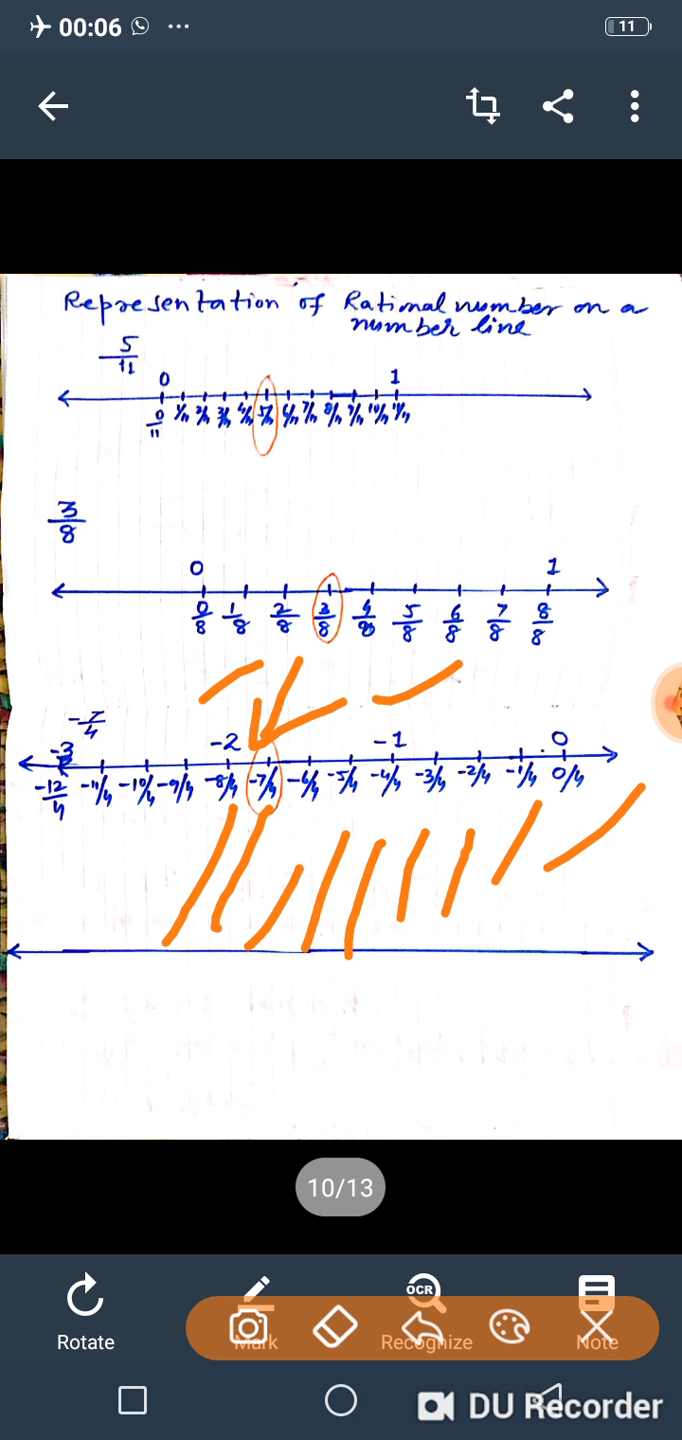 00:06
11
Representation of Rational number on a
number line
5/11
0 1
0/11 1/11 2/11 3/11 4/11 5/11 6/11 7/11 8/11 9/11 10/11 11/11
3/8
0 1
0/8 1/8 2/8 3/8 4/8 5/8 6/8 7/8 8/8
-7/4
-3 -2 -1 0
-12/4 -11/4 -10/4 -9/4 -8/4 -7/4 -6/4 -5/4 -4/4 -3/4 -2/4 -1/4 0/4
10/13
OCR
Rotate Mark Recognize Note
DU Recorder